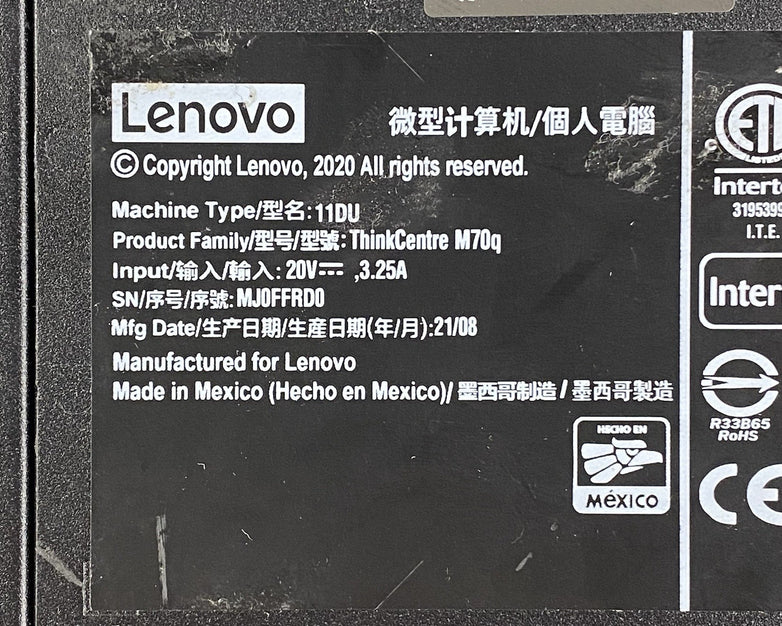 Lenovo
微型计算机/個人電腦
© Copyright Lenovo, 2020 All rights reserved.
Machine Type/型名: 11DU
Product Family/型号/型號: ThinkCentre M70q
Input/输入/輸入: 20V⎓ ,3.25A
SN/序号/序號: MJ0FFRD0
Mfg Date/生产日期/生產日期(年/月):21/08
Manufactured for Lenovo
Made in Mexico (Hecho en Mexico)/ 墨西哥制造 / 墨西哥製造
HECHO EN
MéXICO
ETL
Interte
3195399
I.T.E.
Inter
R33B65
RoHS
CE